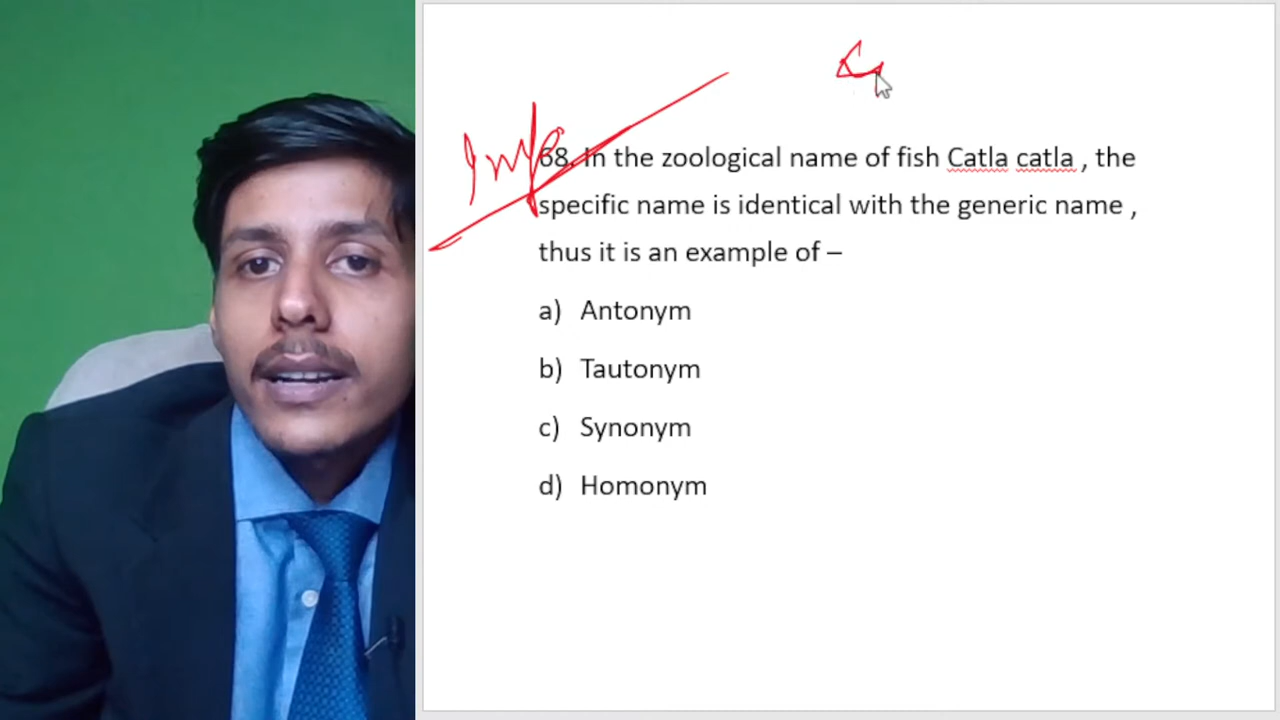 Imp
68. In the zoological name of fish Catla catla , the
specific name is identical with the generic name ,
thus it is an example of –
a) Antonym
b) Tautonym
c) Synonym
d) Homonym